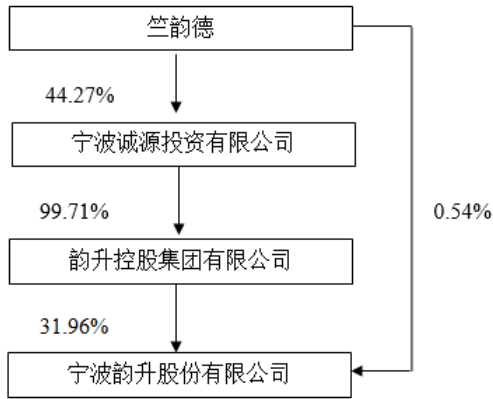 竺韵德
44.27%
宁波诚源投资有限公司
99.71%
0.54%
韵升控股集团有限公司
31.96%
宁波韵升股份有限公司